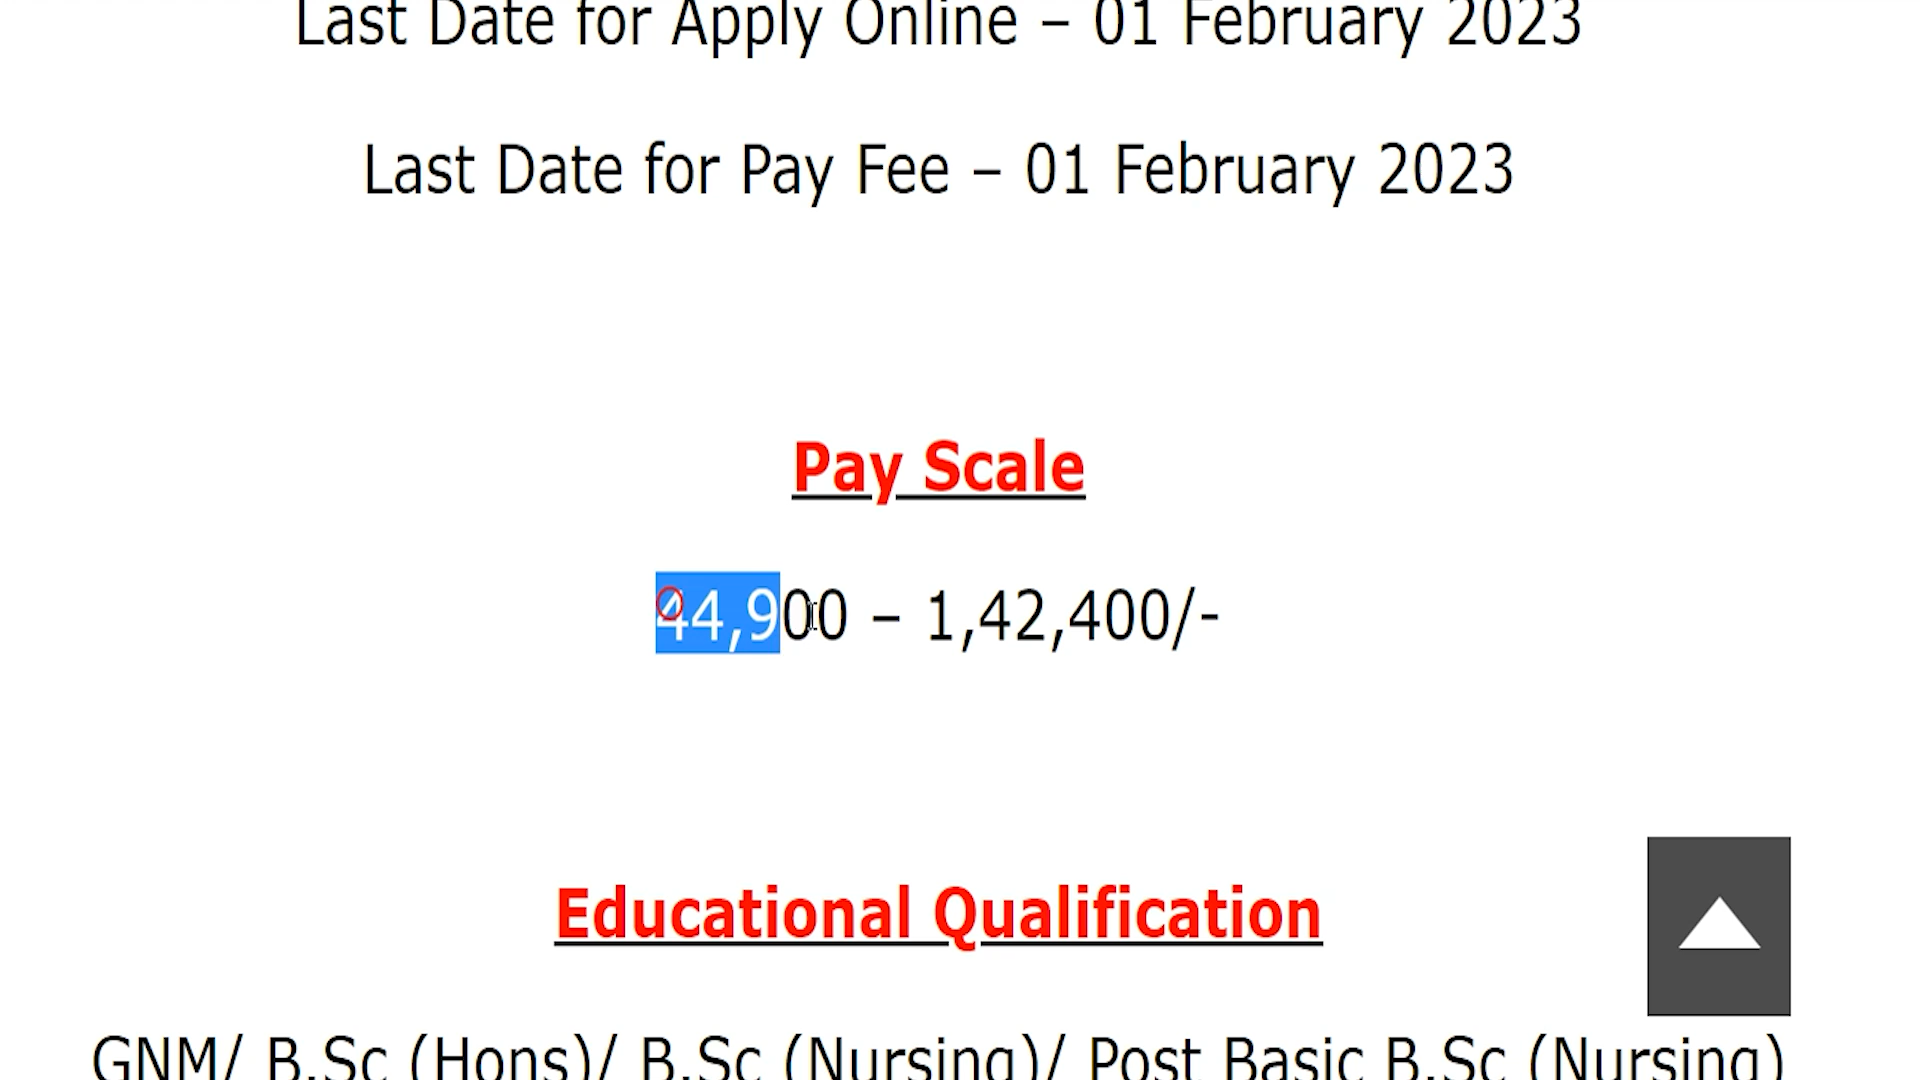 Last Date for Apply Online – 01 February 2023
Last Date for Pay Fee – 01 February 2023
Pay Scale
44,900 – 1,42,400/-
Educational Qualification
GNM/ B.Sc (Hons)/ B.Sc (Nursing)/ Post Basic B.Sc (Nursing)